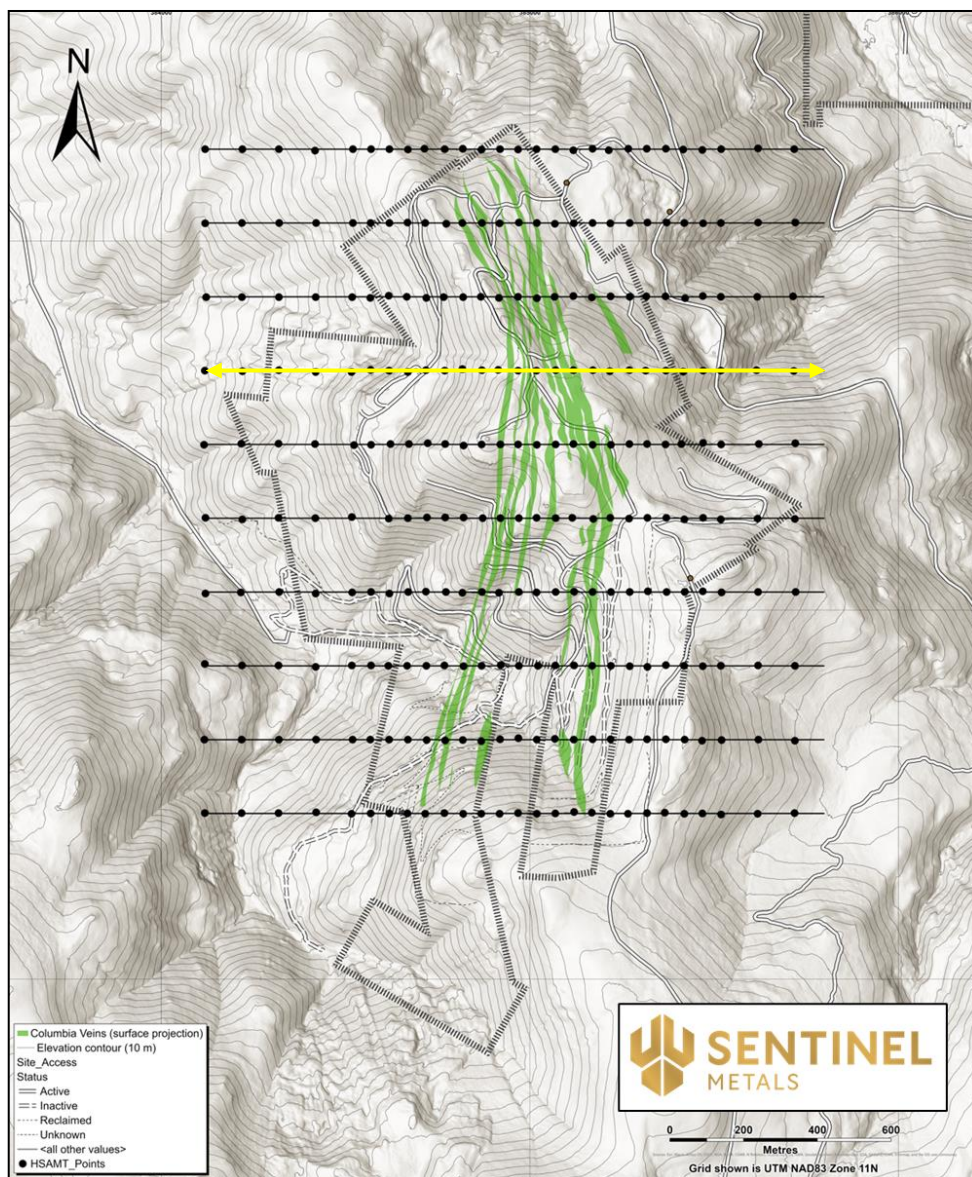 N
Columbia Veins (surface projection)
Elevation contour (10 m)
Site_Access
Status
Active
Inactive
Reclaimed
Unknown
<all other values>
HSAMT_Points
SENTINEL
METALS
0 200 400 600
Metres
Grid shown is UTM NAD83 Zone 11N